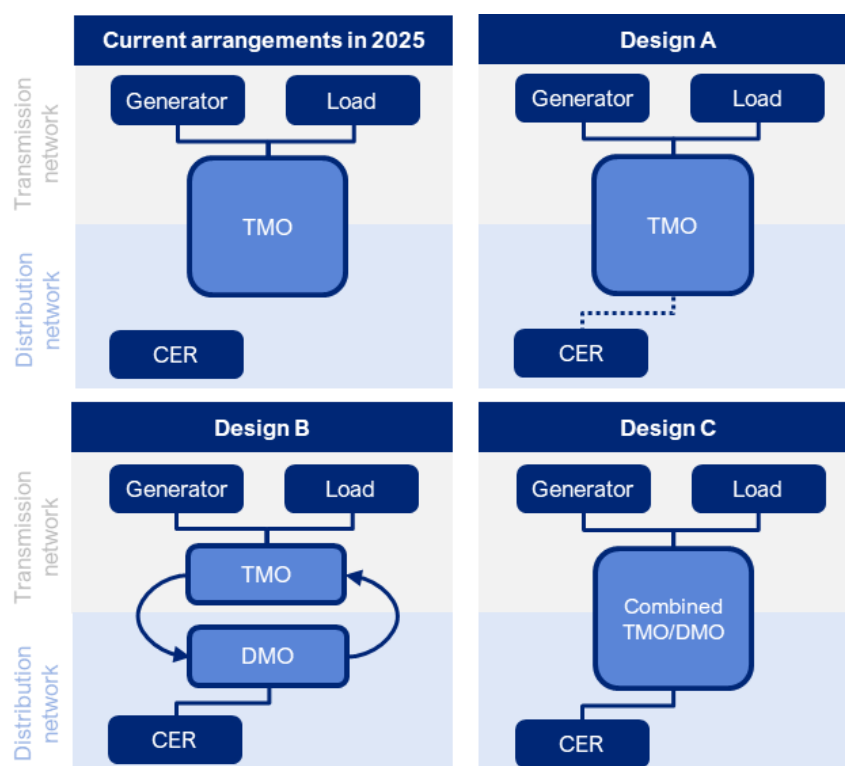 Current arrangements in 2025
Design A
Transmission
network
Generator
Load
Generator
Load
TMO
TMO
Distribution
network
CER
CER
Design B
Design C
Transmission
network
Generator
Load
Generator
Load
TMO
Combined
TMO/DMO
Distribution
network
DMO
CER
CER